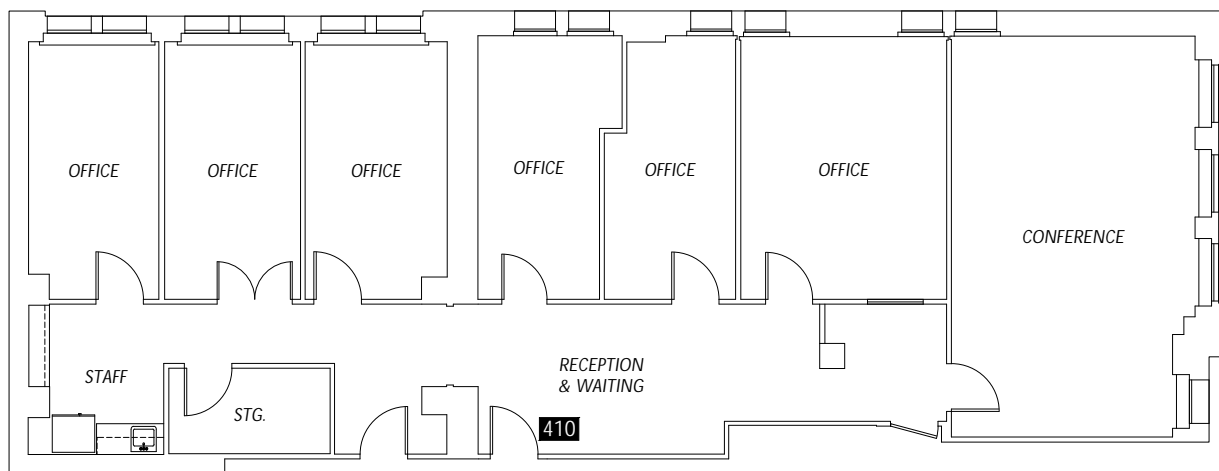 OFFICE
OFFICE
OFFICE
OFFICE
OFFICE
OFFICE
CONFERENCE
STAFF
STG.
RECEPTION
& WAITING
410